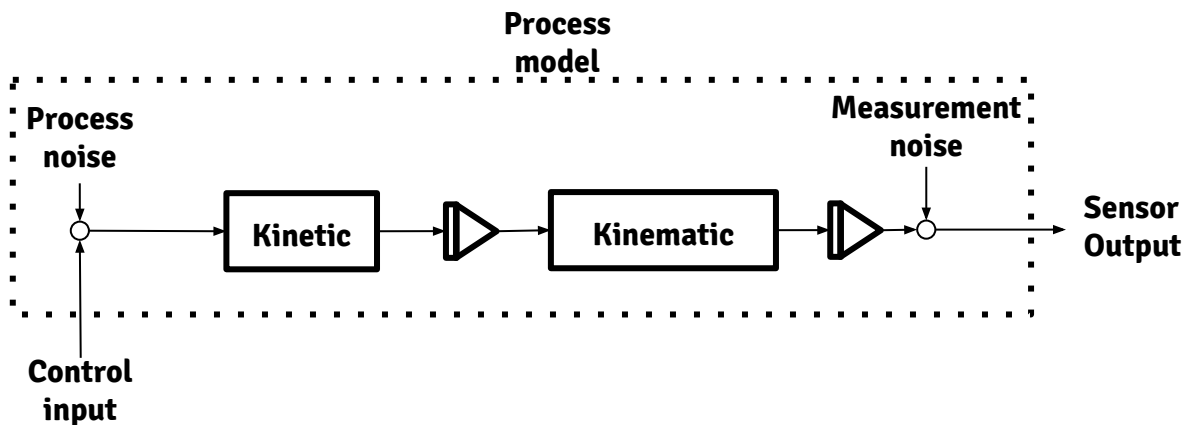 Process
model
Process
noise
Measurement
noise
Kinetic
Kinematic
Sensor
Output
Control
input